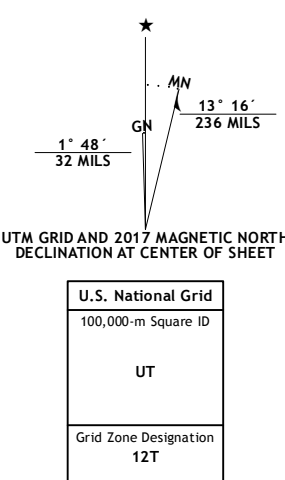 ★
MN
GN
13° 16´
236 MILS
1° 48´
32 MILS
UTM GRID AND 2017 MAGNETIC NORTH
DECLINATION AT CENTER OF SHEET
U.S. National Grid
100,000-m Square ID
UT
Grid Zone Designation
12T